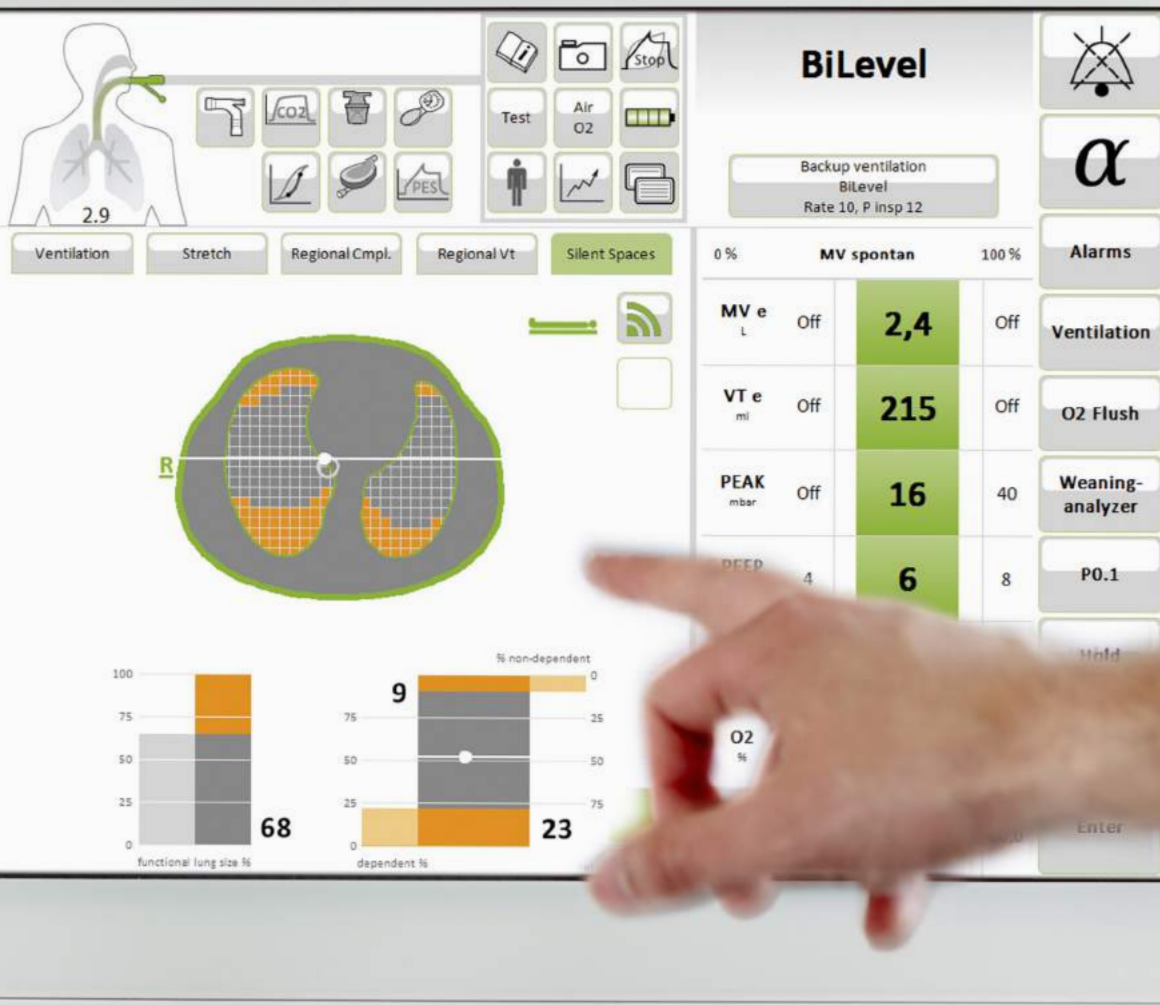 CO2
PES
2.9
Stop
Test
Air
O2
BiLevel
Backup ventilation
BiLevel
Rate 10, P insp 12
α
Alarms
Ventilation
O2 Flush
Weaning-
analyzer
P0.1
Hold
Enter
Ventilation
Stretch
Regional Cmpl.
Regional Vt
Silent Spaces
R
0 % MV spontan 100 %
MV e
L
Off 2,4 Off
VT e
ml
Off 215 Off
PEAK
mbar
Off 16 40
PEEP
4 6 8
O2
%
100
75
50
25
0
68
functional lung size %
% non-dependent
9
75
50
25
0
0
25
50
75
23
dependent %